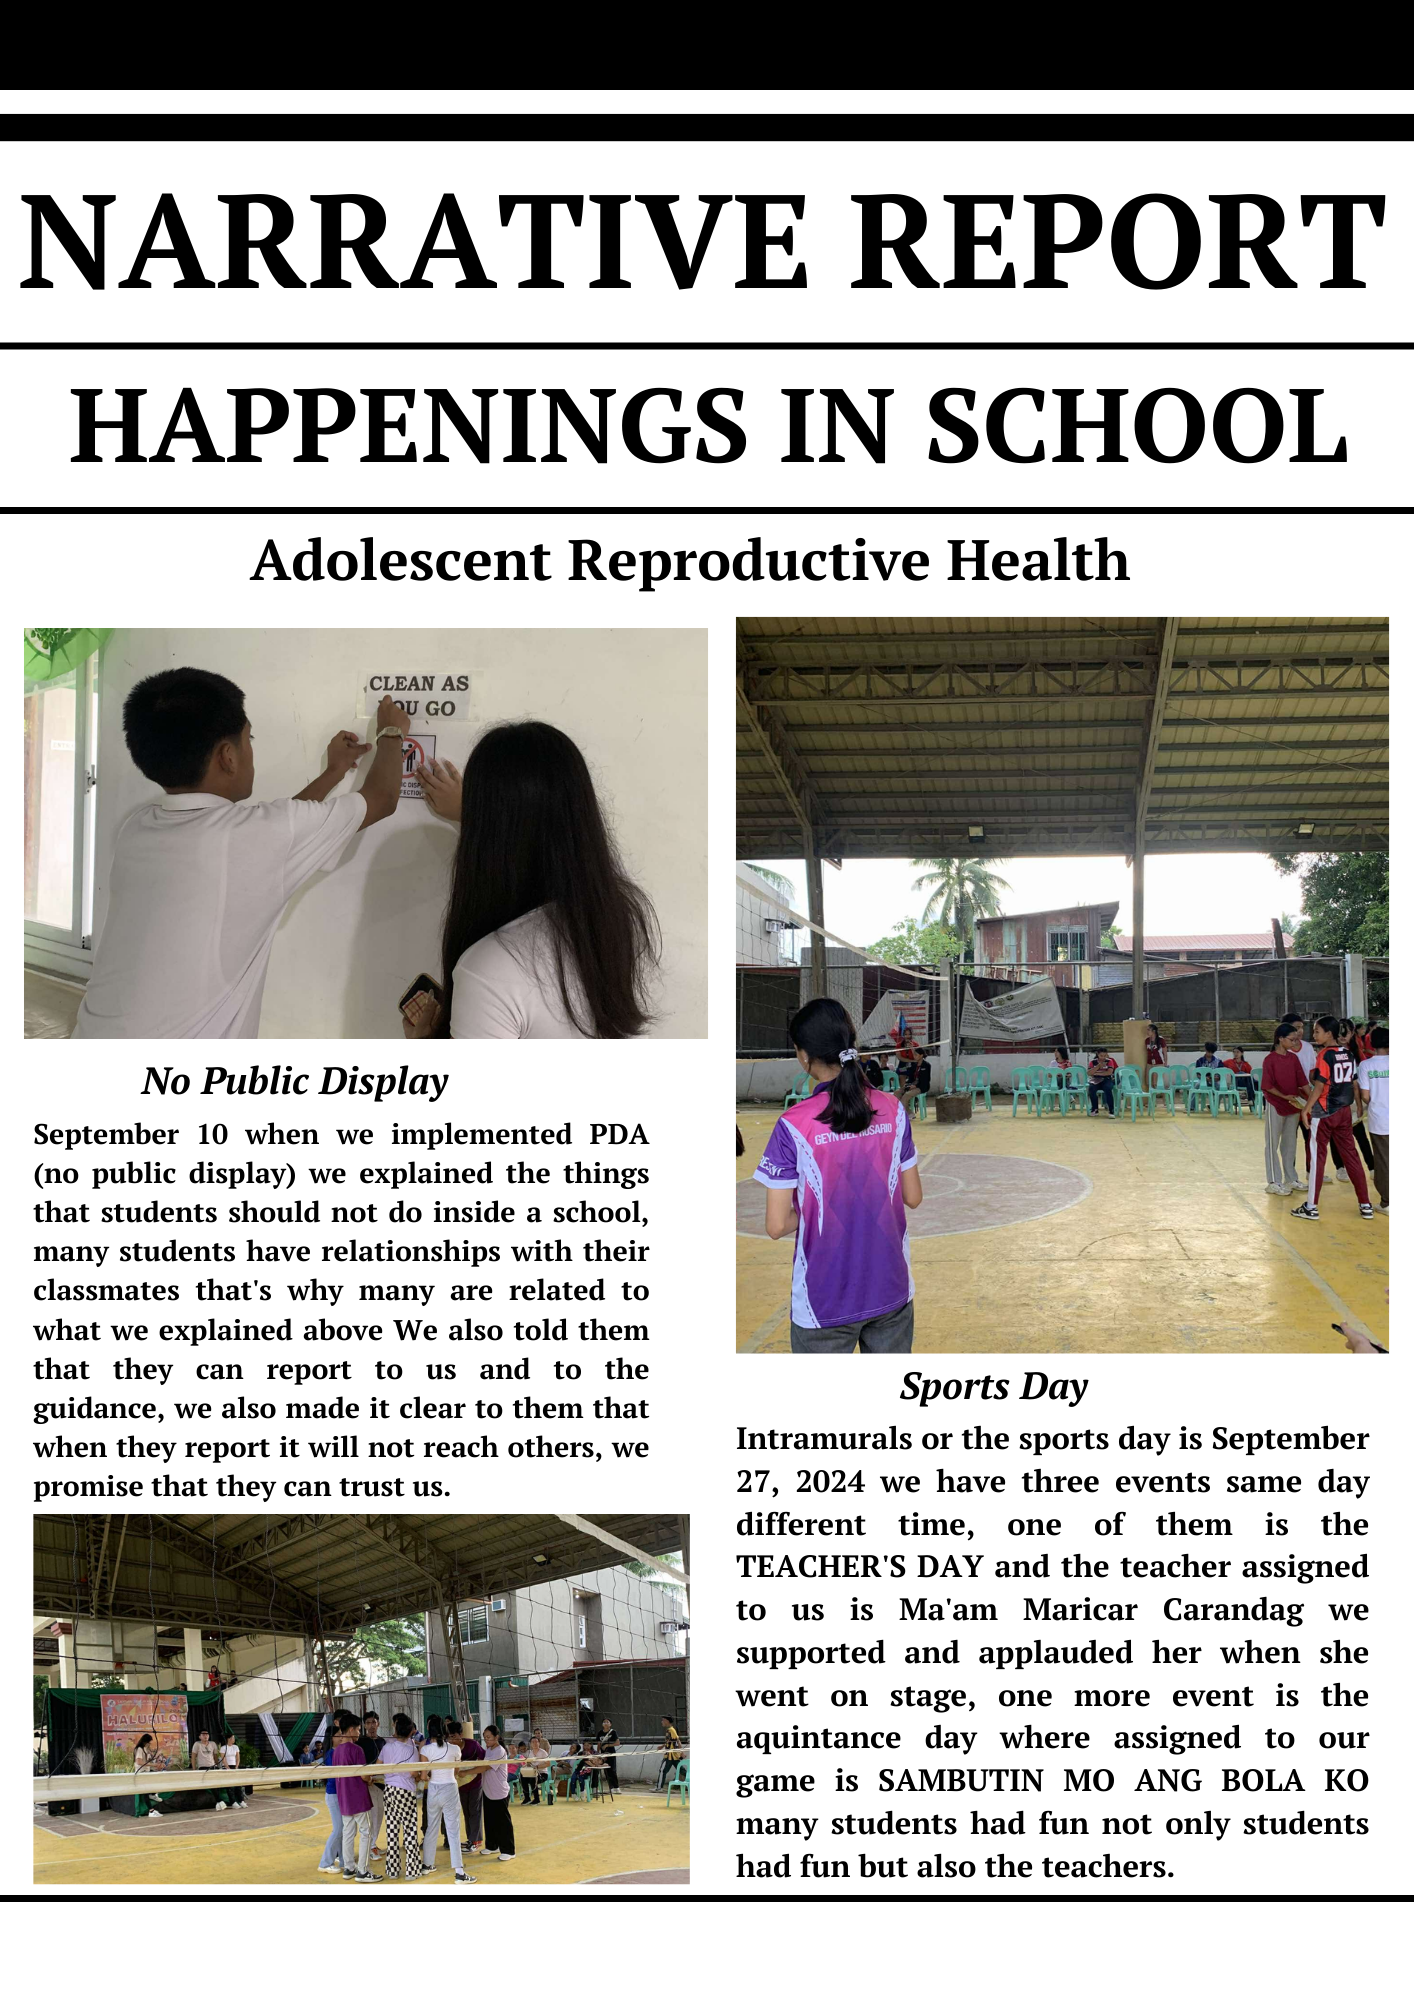 NARRATIVE REPORT
HAPPENINGS IN SCHOOL
Adolescent Reproductive Health
CLEAN AS
YOU GO
No Public Display
September 10 when we implemented PDA
(no public display) we explained the things
that students should not do inside a school,
many students have relationships with their
classmates that's why many are related to
what we explained above We also told them
that they can report to us and to the
guidance, we also made it clear to them that
when they report it will not reach others, we
promise that they can trust us.
HALUBILO
GEYN DEL ROSARIO
07
Sports Day
Intramurals or the sports day is September
27, 2024 we have three events same day
different time, one of them is the
TEACHER'S DAY and the teacher assigned
to us is Ma'am Maricar Carandag we
supported and applauded her when she
went on stage, one more event is the
aquintance day where assigned to our
game is SAMBUTIN MO ANG BOLA KO
many students had fun not only students
had fun but also the teachers.